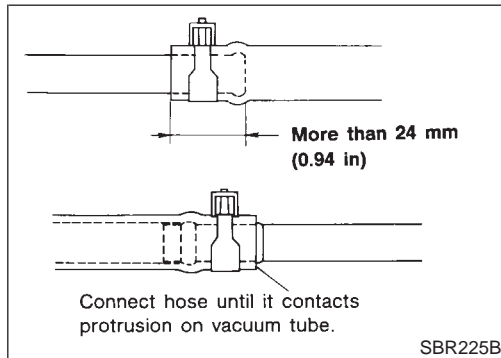 More than 24 mm
(0.94 in)
Connect hose until it contacts
protrusion on vacuum tube.
SBR225B